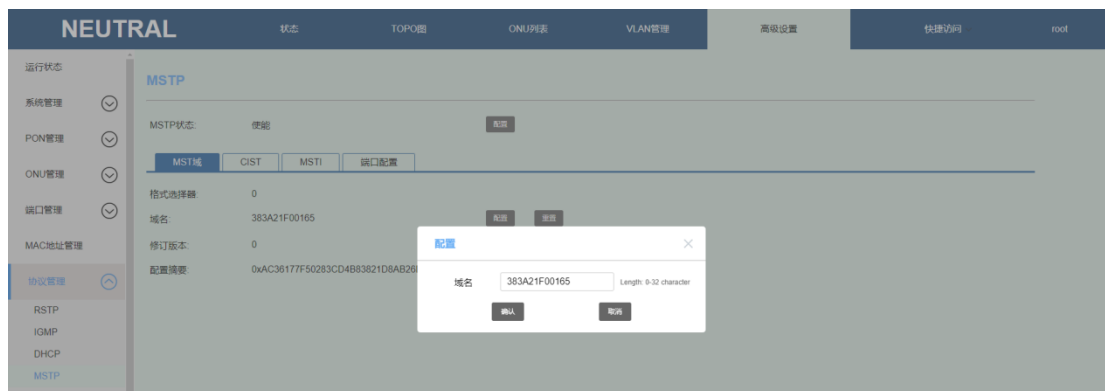 NEUTRAL 状态 TOPO图 ONU列表 VLAN管理 高级设置 快捷访问 root
运行状态
MSTP
系统管理
MSTP状态: 使能 配置
PON管理
MST域 CIST MSTI 端口配置
ONU管理
格式选择器: 0
端口管理
域名: 383A21F00165 配置 重置
MAC地址管理
修订版本: 0
配置
配置摘要: 0xAC36177F50283CD4B83821D8AB26
协议管理
域名 383A21F00165 Length: 0-32 character
确认 取消
RSTP
IGMP
DHCP
MSTP